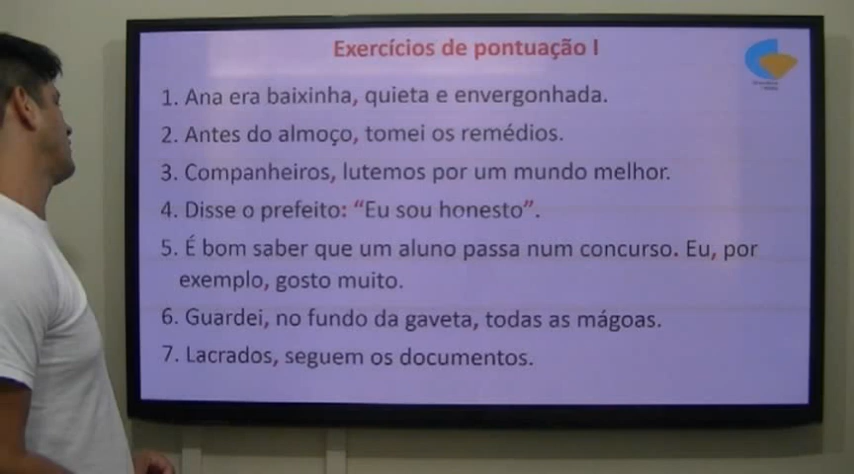 Exercícios de pontuação I
1. Ana era baixinha, quieta e envergonhada.
2. Antes do almoço, tomei os remédios.
3. Companheiros, lutemos por um mundo melhor.
4. Disse o prefeito: “Eu sou honesto”.
5. É bom saber que um aluno passa num concurso. Eu, por
exemplo, gosto muito.
6. Guardei, no fundo da gaveta, todas as mágoas.
7. Lacrados, seguem os documentos.